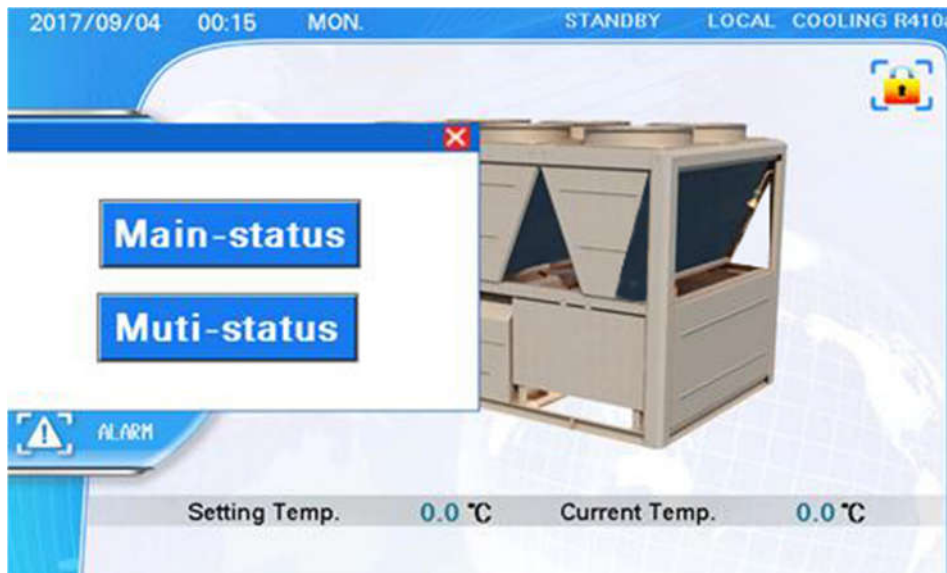 2017/09/04 00:15 MON. STANDBY LOCAL COOLING R410A
Main-status
Muti-status
ALARM
Setting Temp. 0.0 ℃ Current Temp. 0.0 ℃